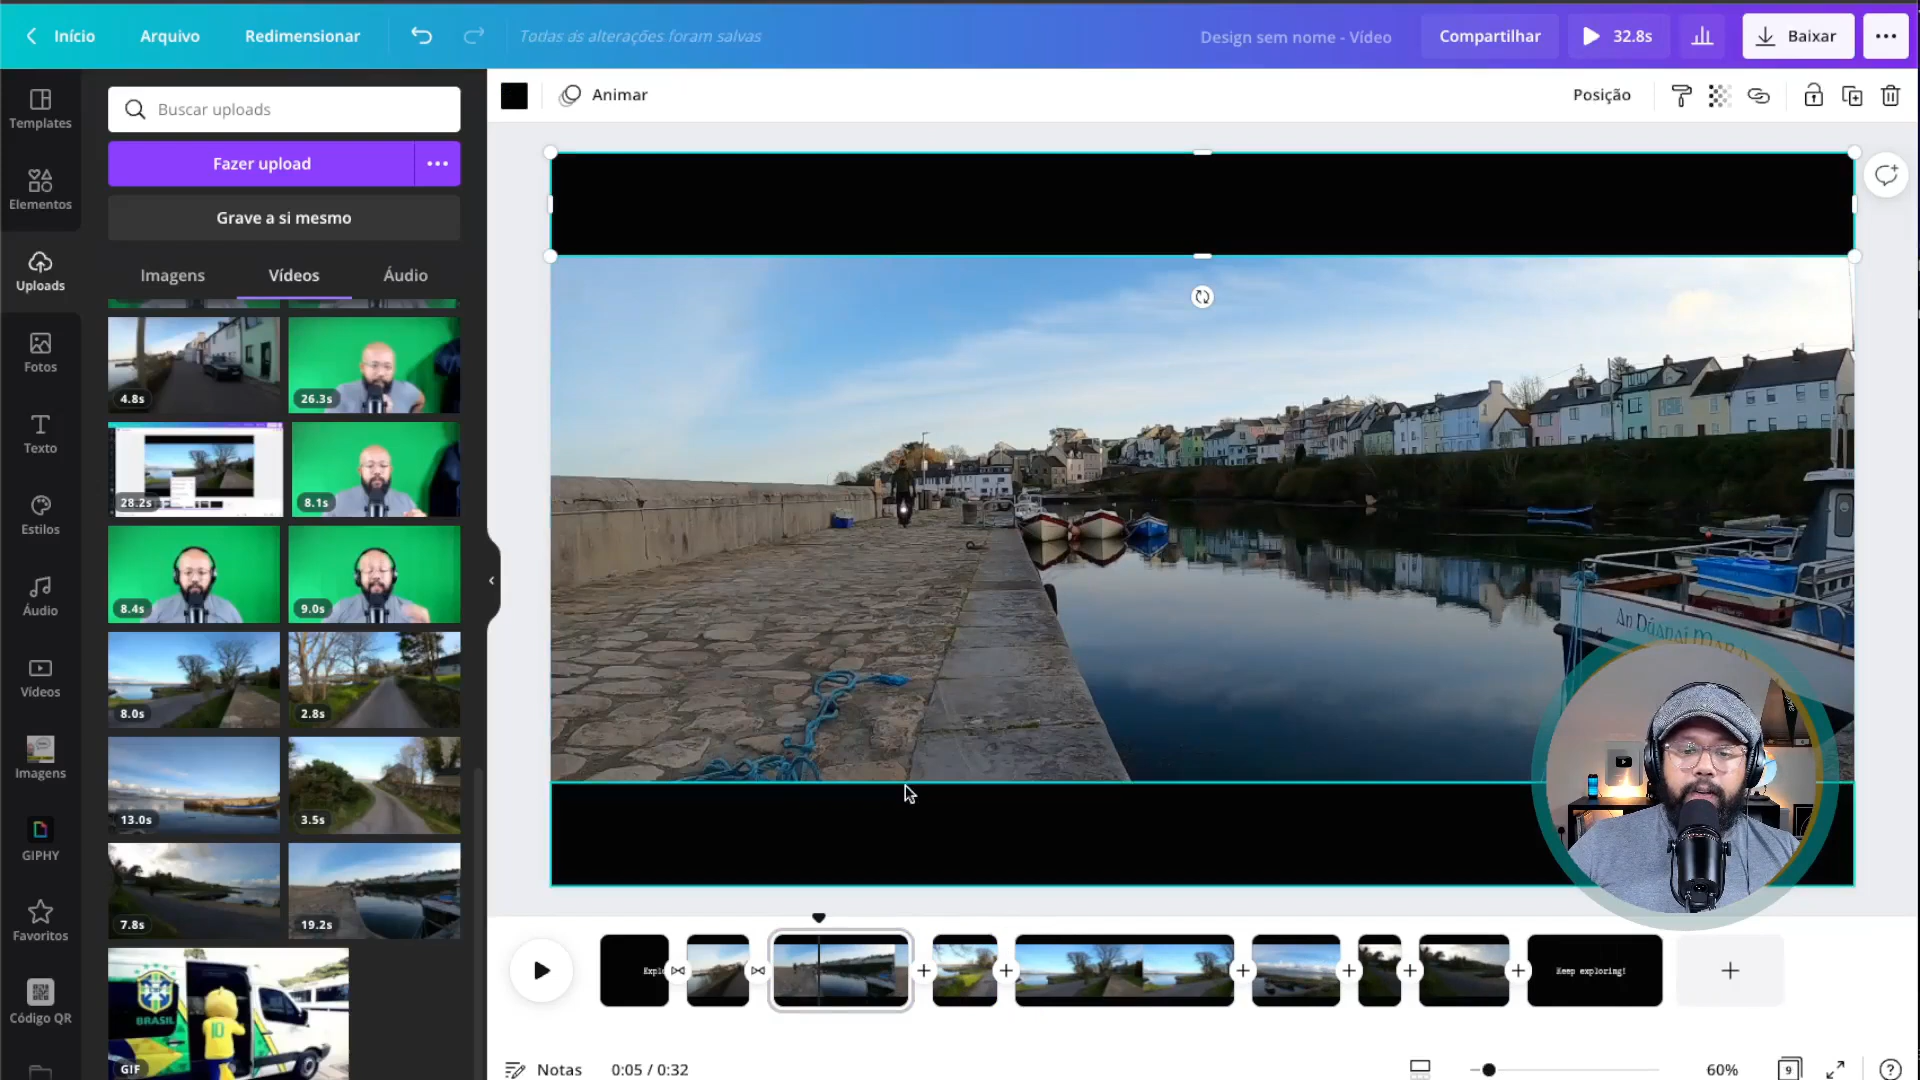 Início
Arquivo
Redimensionar
Todas as alterações foram salvas
Design sem nome - Vídeo
Compartilhar
32.8s
Baixar
Templates
Elementos
Uploads
Fotos
Texto
Estilos
Áudio
Vídeos
Imagens
GIPHY
Favoritos
Código QR
Buscar uploads
Fazer upload
Grave a si mesmo
Imagens
Vídeos
Áudio
4.8s
26.3s
28.2s
8.1s
8.4s
9.0s
8.0s
2.8s
13.0s
3.5s
7.8s
19.2s
BRASIL
10
GIF
Animar
Posição
Explo
Keep exploring!
Notas
0:05 / 0:32
60%
9